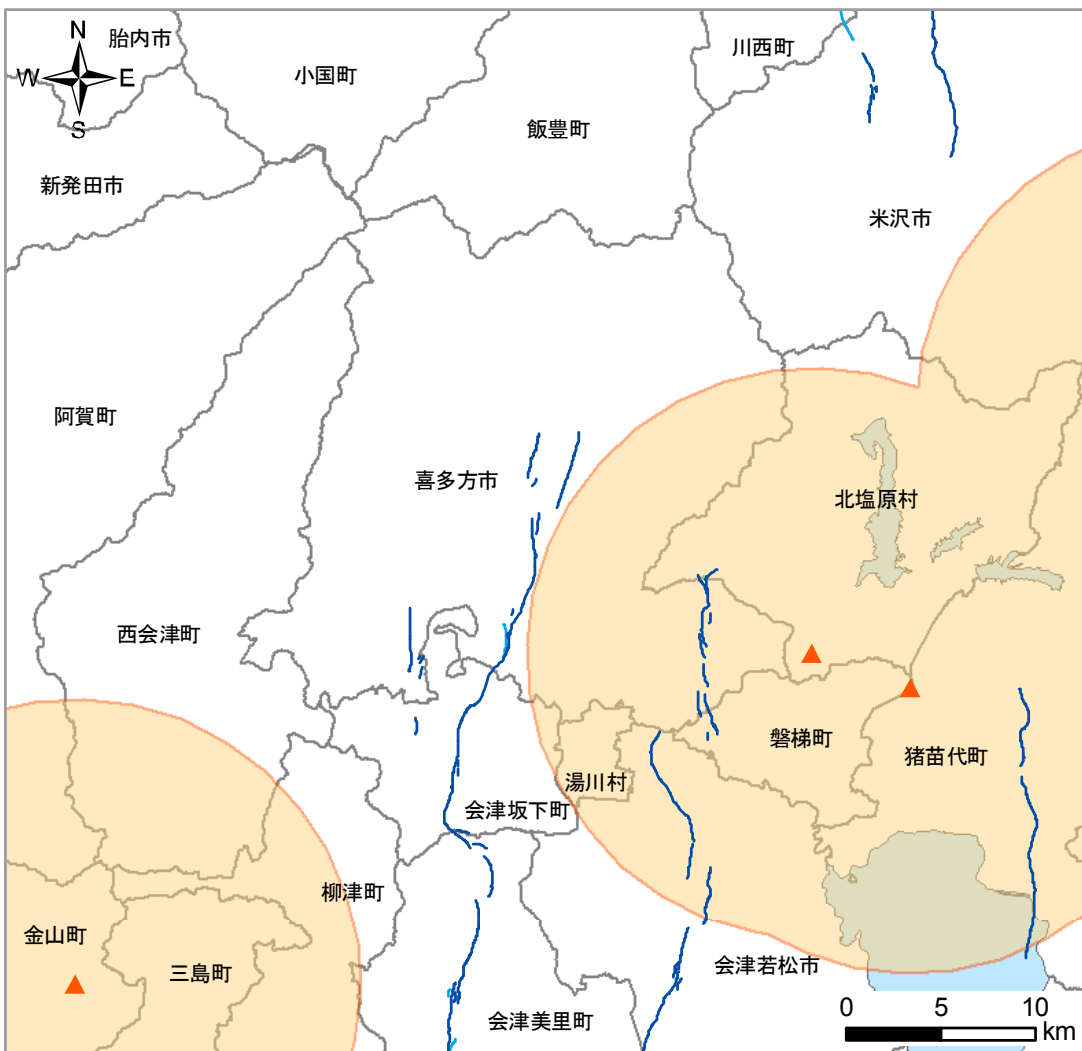 胎内市
N
W
E
S
川西町
小国町
飯豊町
新発田市
米沢市
阿賀町
喜多方市
北塩原村
西会津町
磐梯町
猪苗代町
湯川村
会津坂下町
柳津町
金山町
三島町
会津若松市
会津美里町
0 5 10
km